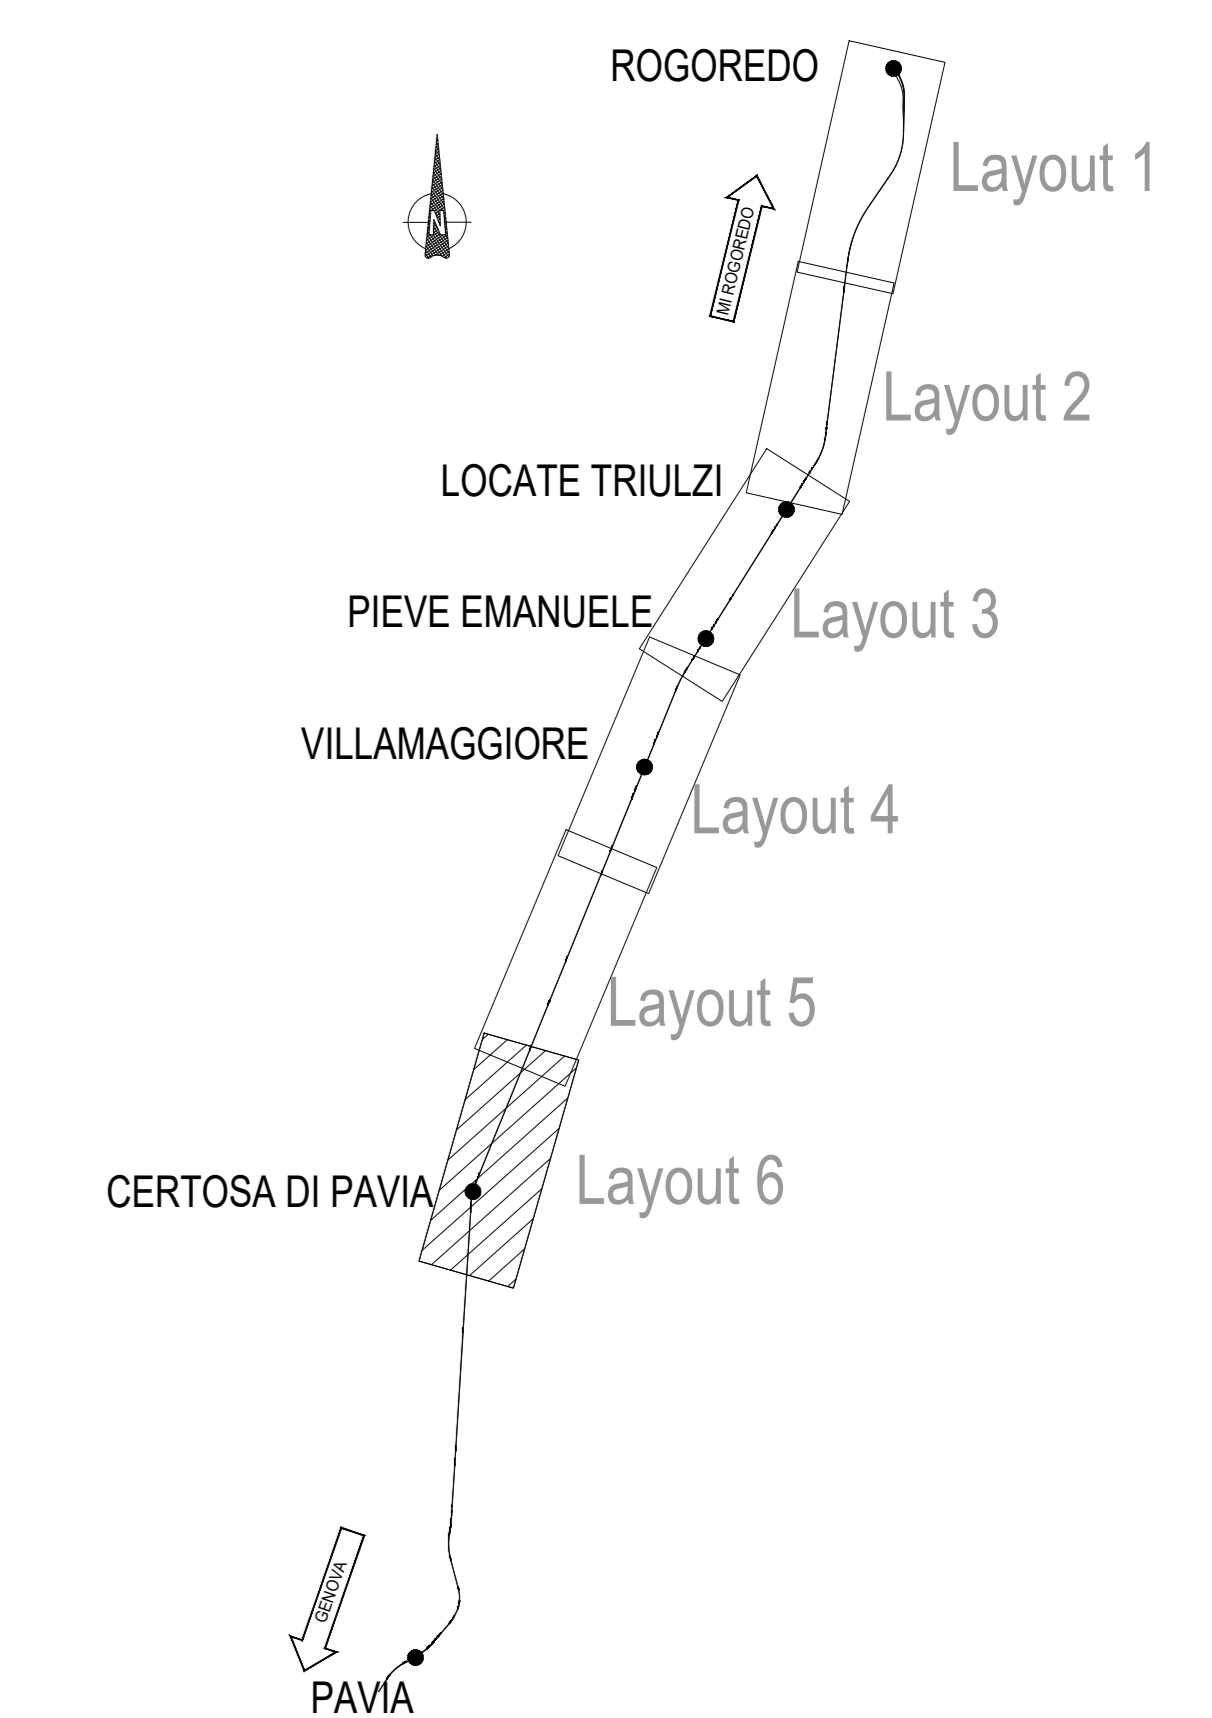 ROGOREDO
Layout 1
N
MI ROGOREDO
Layout 2
LOCATE TRIULZI
PIEVE EMANUELE
Layout 3
VILLAMAGGIORE
Layout 4
Layout 5
CERTOSA DI PAVIA
Layout 6
GENOVA
PAVIA